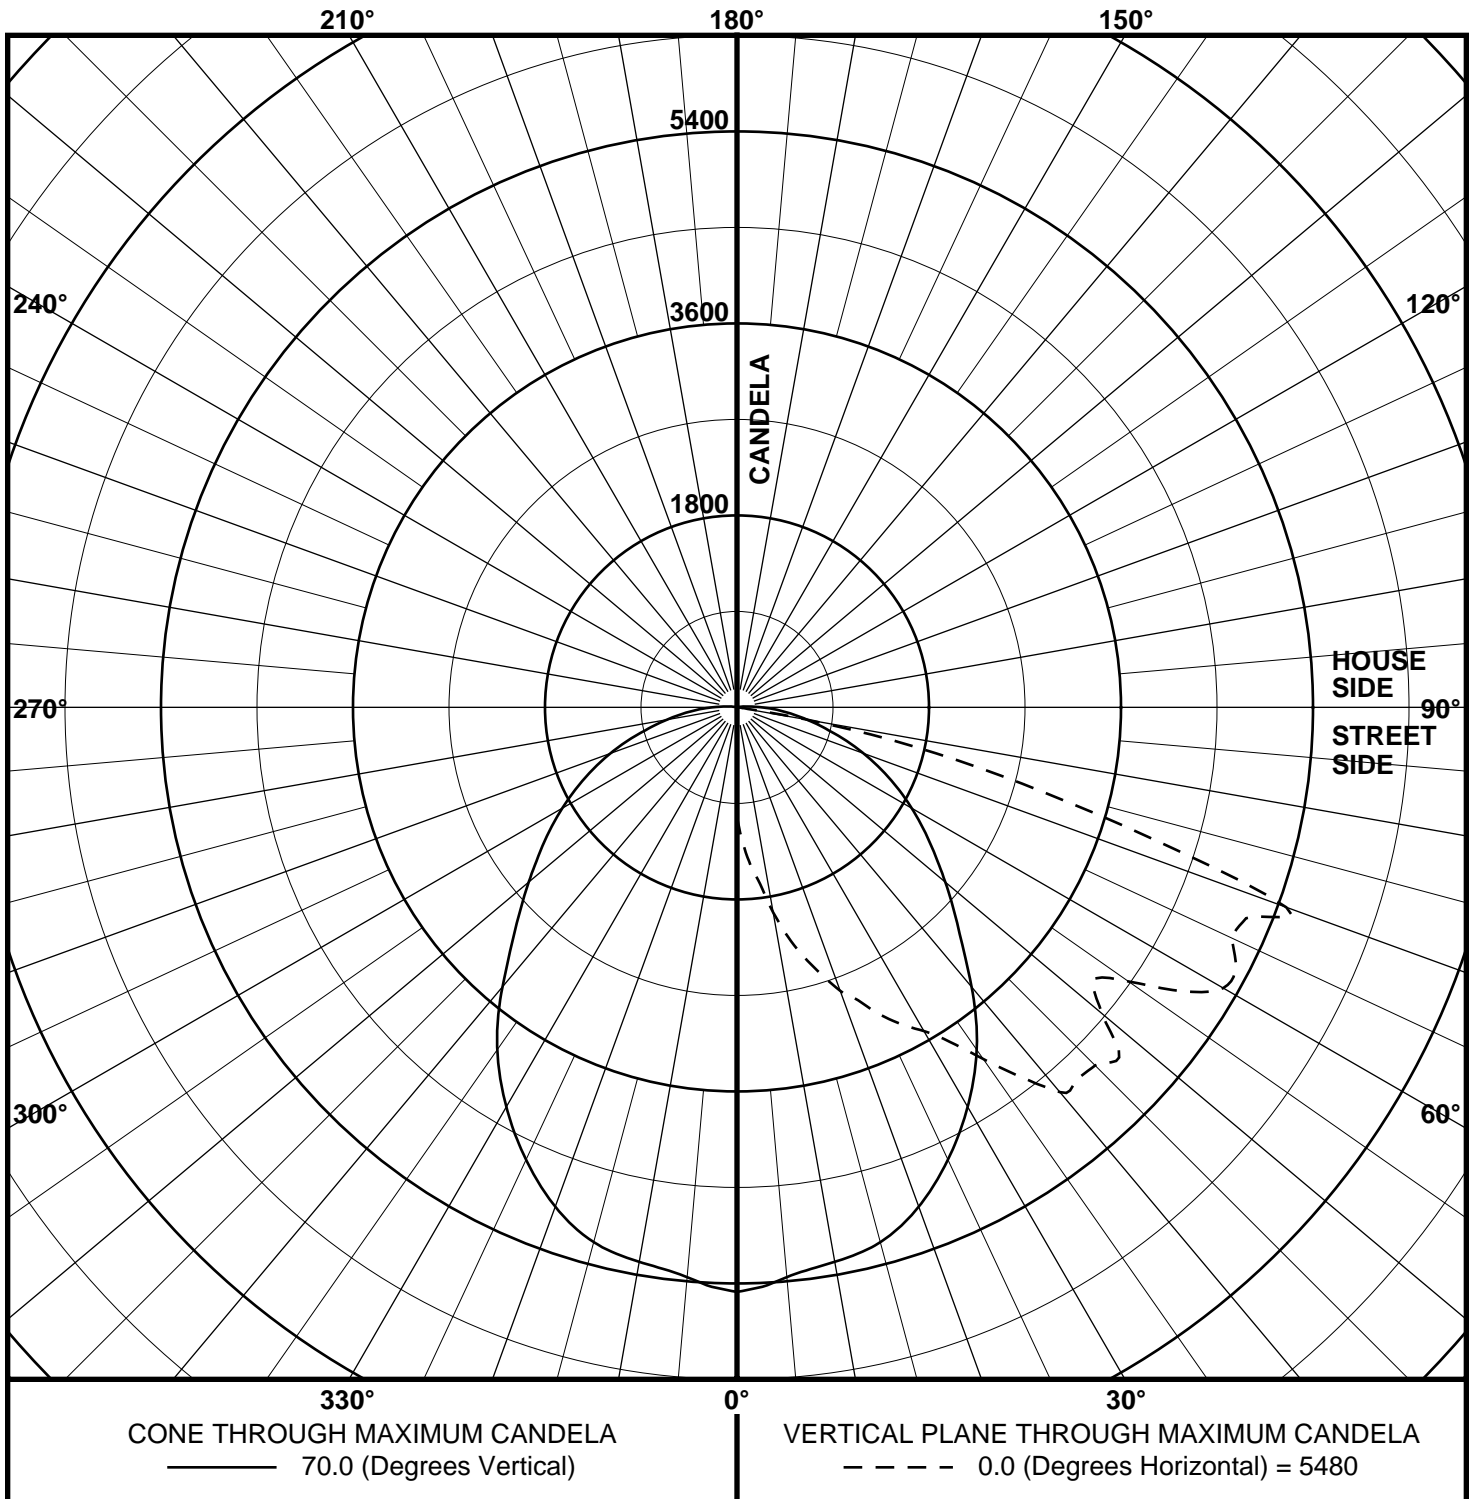 210°
180°
150°
5400
240°
120°
3600
CANDELA
1800
HOUSE
SIDE
270°
90°
STREET
SIDE
300°
60°
330°
0°
30°
CONE THROUGH MAXIMUM CANDELA
70.0 (Degrees Vertical)
VERTICAL PLANE THROUGH MAXIMUM CANDELA
0.0 (Degrees Horizontal) = 5480